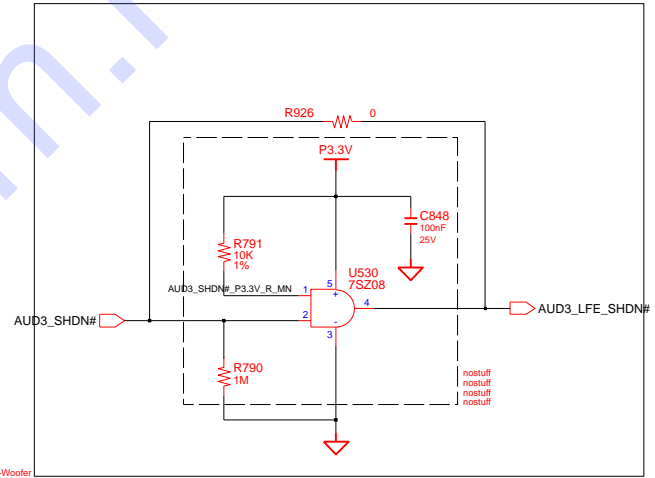 R926 0
P3.3V
C848
100nF
25V
R791
10K
1%
U530
7SZ08
AUD3_SHDN#_P3.3V_R_MN
1
5
+
2
4
-
3
AUD3_SHDN#
AUD3_LFE_SHDN#
R790
1M
nostuff
nostuff
nostuff
nostuff
-Woofer